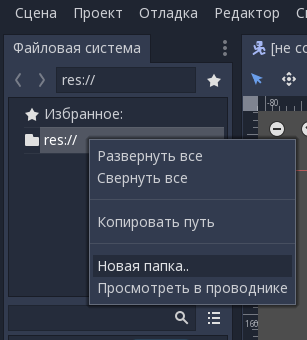 Сцена Проект Отладка Редактор
Файловая система
[не со
res://
Избранное:
res://
-80
Развернуть все
Свернуть все
Копировать путь
Новая папка..
Просмотреть в проводнике
160